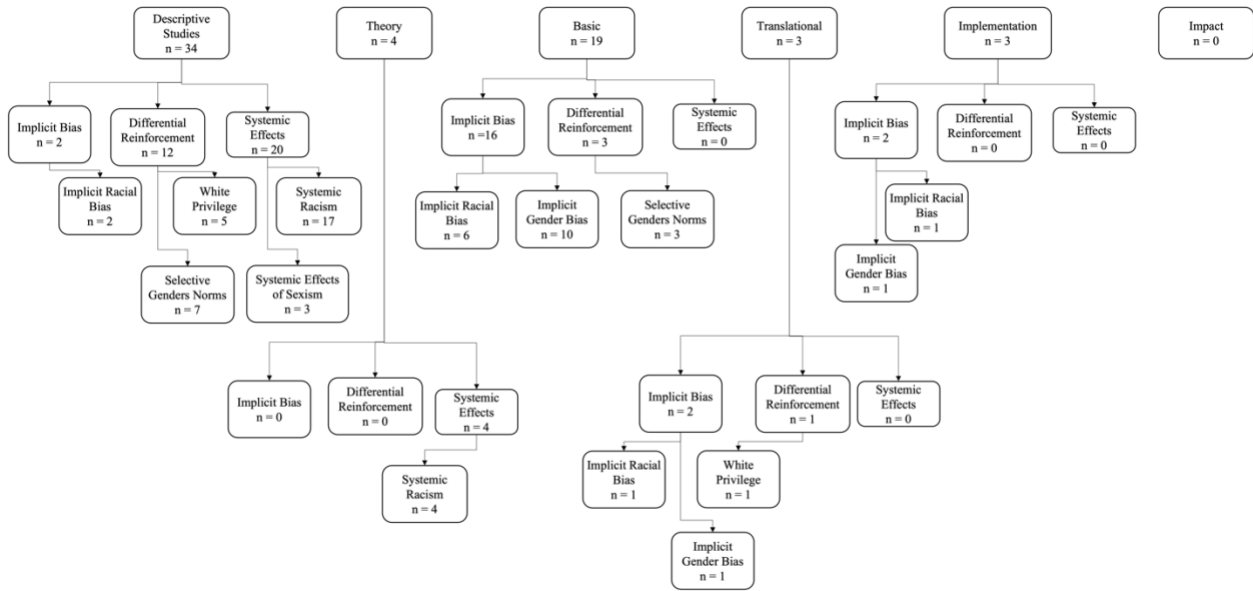 Descriptive
Studies
n = 34
Theory
n = 4
Basic
n = 19
Translational
n = 3
Implementation
n = 3
Impact
n = 0
Implicit Bias
n = 2
Differential
Reinforcement
n = 12
Systemic
Effects
n = 20
Implicit Racial
Bias
n = 2
White
Privilege
n = 5
Systemic
Racism
n = 17
Selective
Genders Norms
n = 7
Systemic Effects
of Sexism
n = 3
Implicit Bias
n =16
Differential
Reinforcement
n = 3
Systemic
Effects
n = 0
Implicit Racial
Bias
n = 6
Implicit
Gender Bias
n = 10
Selective
Genders Norms
n = 3
Implicit Bias
n = 2
Differential
Reinforcement
n = 0
Systemic
Effects
n = 0
Implicit Racial
Bias
n = 1
Implicit
Gender Bias
n = 1
Implicit Bias
n = 0
Differential
Reinforcement
n = 0
Systemic
Effects
n = 4
Systemic
Racism
n = 4
Implicit Bias
n = 2
Differential
Reinforcement
n = 1
Systemic
Effects
n = 0
Implicit Racial
Bias
n = 1
White
Privilege
n = 1
Implicit
Gender Bias
n = 1